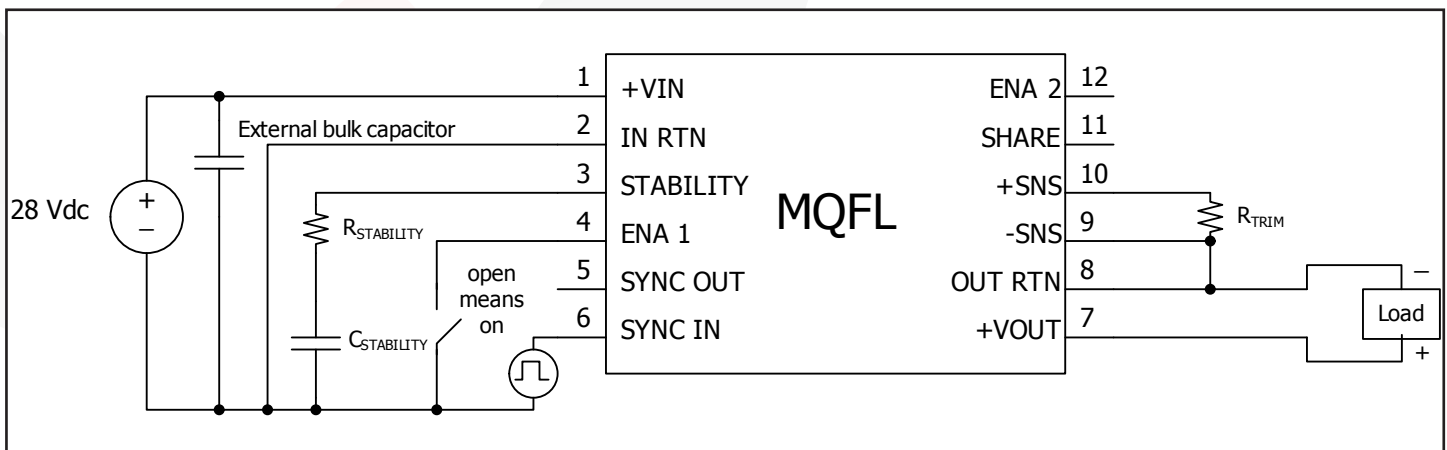 1 +VIN ENA 2 12
External bulk capacitor 2 IN RTN SHARE 11
3 STABILITY +SNS 10
28 Vdc + − RSTABILITY MQFL RTRIM
4 ENA 1 -SNS 9
open means on
5 SYNC OUT OUT RTN 8 −
Load
CSTABILITY 6 SYNC IN +VOUT 7 +